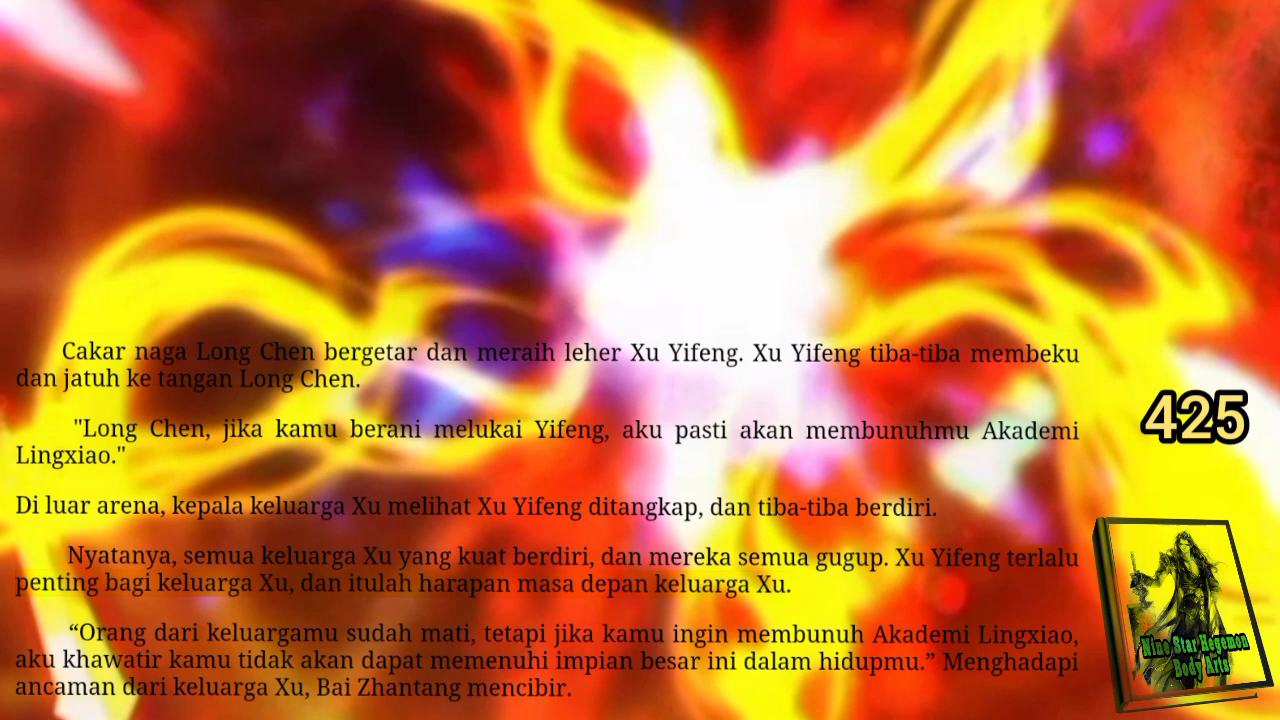 Cakar naga Long Chen bergetar dan meraih leher Xu Yifeng. Xu Yifeng tiba-tiba membeku
dan jatuh ke tangan Long Chen.
"Long Chen, jika kamu berani melukai Yifeng, aku pasti akan membunuhmu Akademi
Lingxiao."
Di luar arena, kepala keluarga Xu melihat Xu Yifeng ditangkap, dan tiba-tiba berdiri.
Nyatanya, semua keluarga Xu yang kuat berdiri, dan mereka semua gugup. Xu Yifeng terlalu
penting bagi keluarga Xu, dan itulah harapan masa depan keluarga Xu.
“Orang dari keluargamu sudah mati, tetapi jika kamu ingin membunuh Akademi Lingxiao,
aku khawatir kamu tidak akan dapat memenuhi impian besar ini dalam hidupmu.” Menghadapi
ancaman dari keluarga Xu, Bai Zhantang mencibir.
425
Nine Star Hegemon
Body Arts